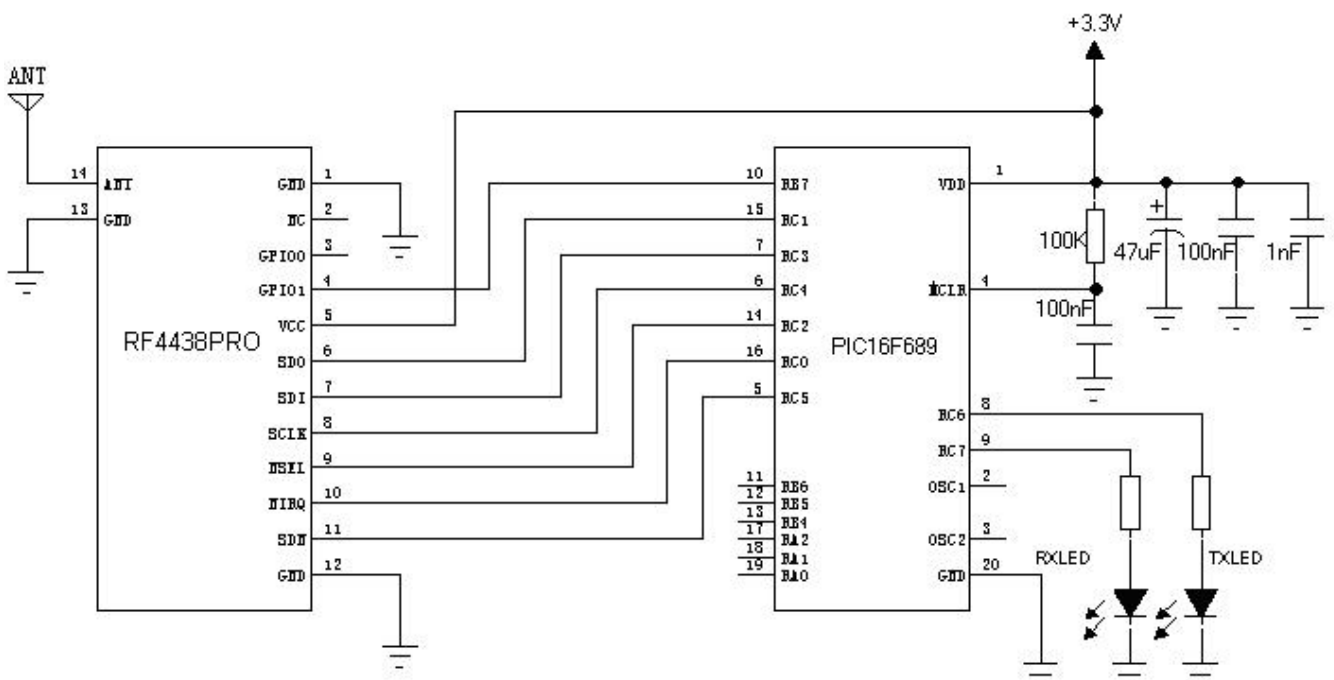 +3.3V
ANT
14 ANT
13 GND
GND 1
NC 2
GPIO0 3
GPIO1 4
VCC 5
SDO 6
SDI 7
SCLK 8
NSEL 9
NIRQ 10
SDN 11
GND 12
RF4438PRO
10 RB7
15 RC1
7 RC3
6 RC4
14 RC2
16 RC0
5 RC5
11 RB6
12 RB5
13 RB4
17 RA2
18 RA1
19 RA0
PIC16F689
VDD 1
MCLR 4
RC6 8
RC7 9
OSC1 2
OSC2 3
GND 20
100K
+
47uF
100nF
1nF
100nF
RXLED
TXLED